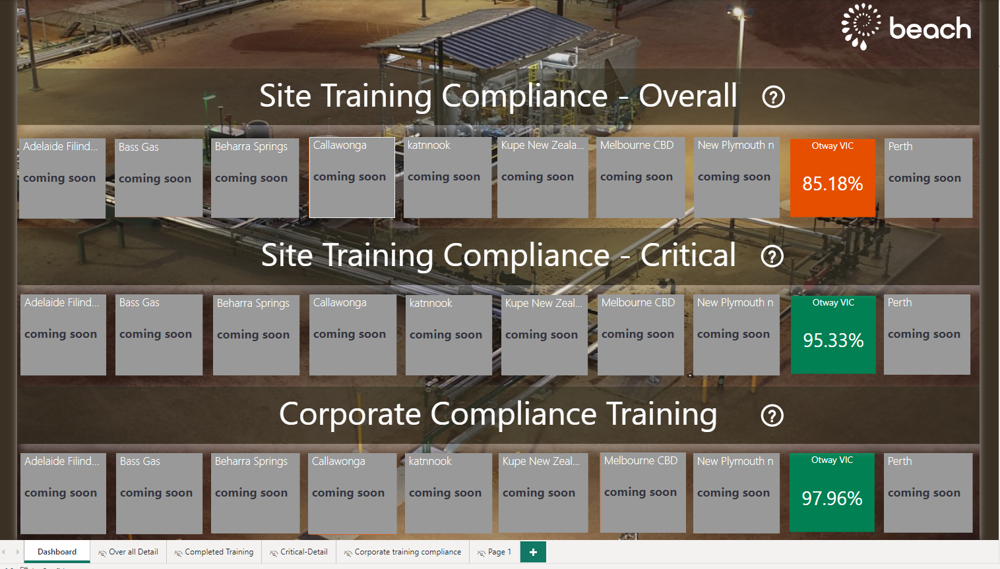 beach
Site Training Compliance - Overall ?
Adelaide Filind... Bass Gas Beharra Springs Callawonga katnnook Kupe New Zeala... Melbourne CBD New Plymouth n Otway VIC Perth
coming soon coming soon coming soon coming soon coming soon coming soon coming soon coming soon 85.18% coming soon
Site Training Compliance - Critical ?
Adelaide Filind... Bass Gas Beharra Springs Callawonga katnnook Kupe New Zeal... Melbourne CBD New Plymouth n Otway VIC Perth
coming soon coming soon coming soon coming soon coming soon coming soon coming soon coming soon 95.33% coming soon
Corporate Compliance Training ?
Adelaide Filind... Bass Gas Beharra Springs Callawonga katnnook Kupe New Zeal... Melbourne CBD New Plymouth n Otway VIC Perth
coming soon coming soon coming soon coming soon coming soon coming soon coming soon coming soon 97.96% coming soon
Dashboard Over all Detail Completed Training Critical-Detail Corporate training compliance Page 1 +